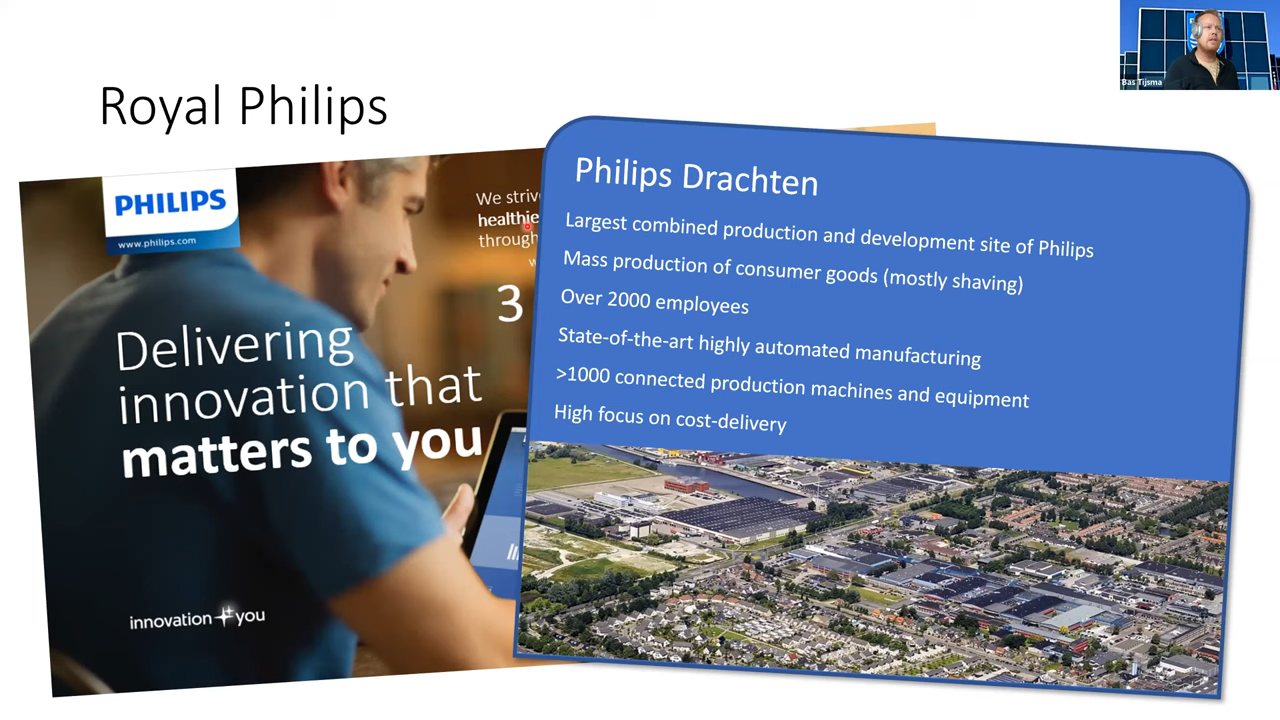 Bas Tijsma
Royal Philips
PHILIPS
www.philips.com
We
healthie
through
3
Delivering
innovation that
matters to you
innovation you
Philips Drachten
Largest combined production and development site of Philips
Mass production of consumer goods (mostly shaving)
Over 2000 employees
State-of-the-art highly automated manufacturing
>1000 connected production machines and equipment
High focus on cost-delivery